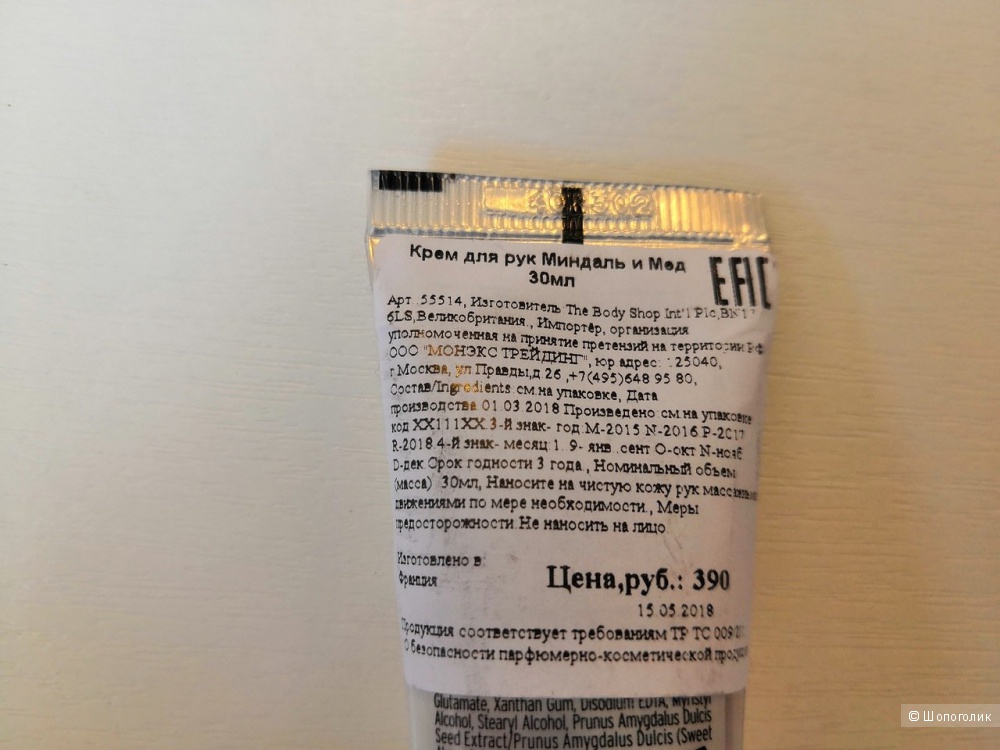 Крем для рук Миндаль и Мед
30мл
EAC
Арт .55514, Изготовитель The Body Shop Int'l Plc,BN17
6LS,Великобритания., Импортёр, организация
уполномоченная на принятие претензий на территории РФ
ООО "МОНЭКС ТРЕЙДИНГ", юр адрес: 125040,
г.Москва, ул Правды,д.26 ,+7(495)648 95 80,
Состав/Ingredients:см.на упаковке, Дата
производства 01.03.2018 Произведено:см.на упаковке
код XX111XX.3-й знак- год:M-2015 N-2016 P-2017
R-2018.4-й знак- месяц:1..9- янв..сент O-окт N-нояб
D-дек.Срок годности 3 года., Номинальный объем
(масса) 30мл, Наносите на чистую кожу рук
движениями по мере необходимости., Меры
предосторожности:Не наносить на лицо
Изготовлено в:
Франция
Цена,руб.: 390
15.05.2018
Продукция соответствует требованиям ТР ТС 009
О безопасности парфюмерно-косметической
Glutamate, Xanthan Gum, Disodium EDTA, Myristyl
Alcohol, Stearyl Alcohol, Prunus Amygdalus Dulcis
Seed Extract/Prunus Amygdalus Dulcis (Sweet
© Шопоголик